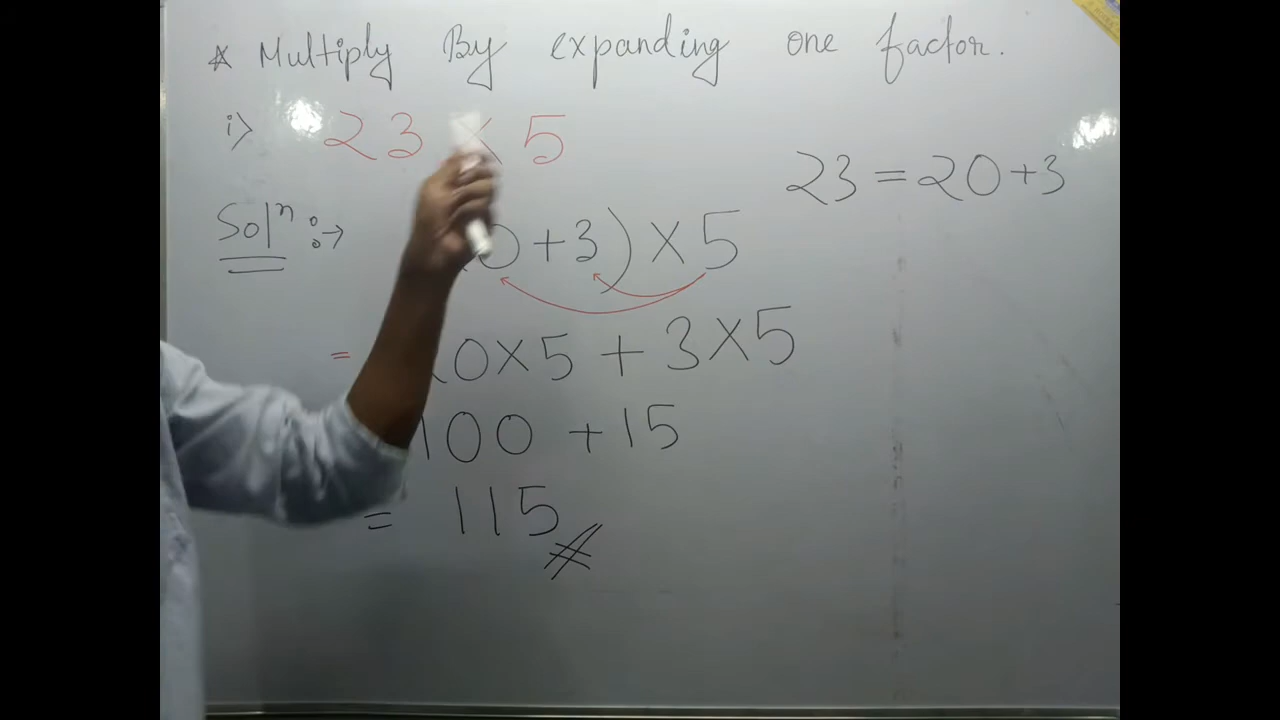 ☆ Multiply By expanding one factor.
i> 23 × 5
23 = 20+3
Solⁿ :→ 0 +3) × 5
= 0×5 + 3×5
100 + 15
= 115